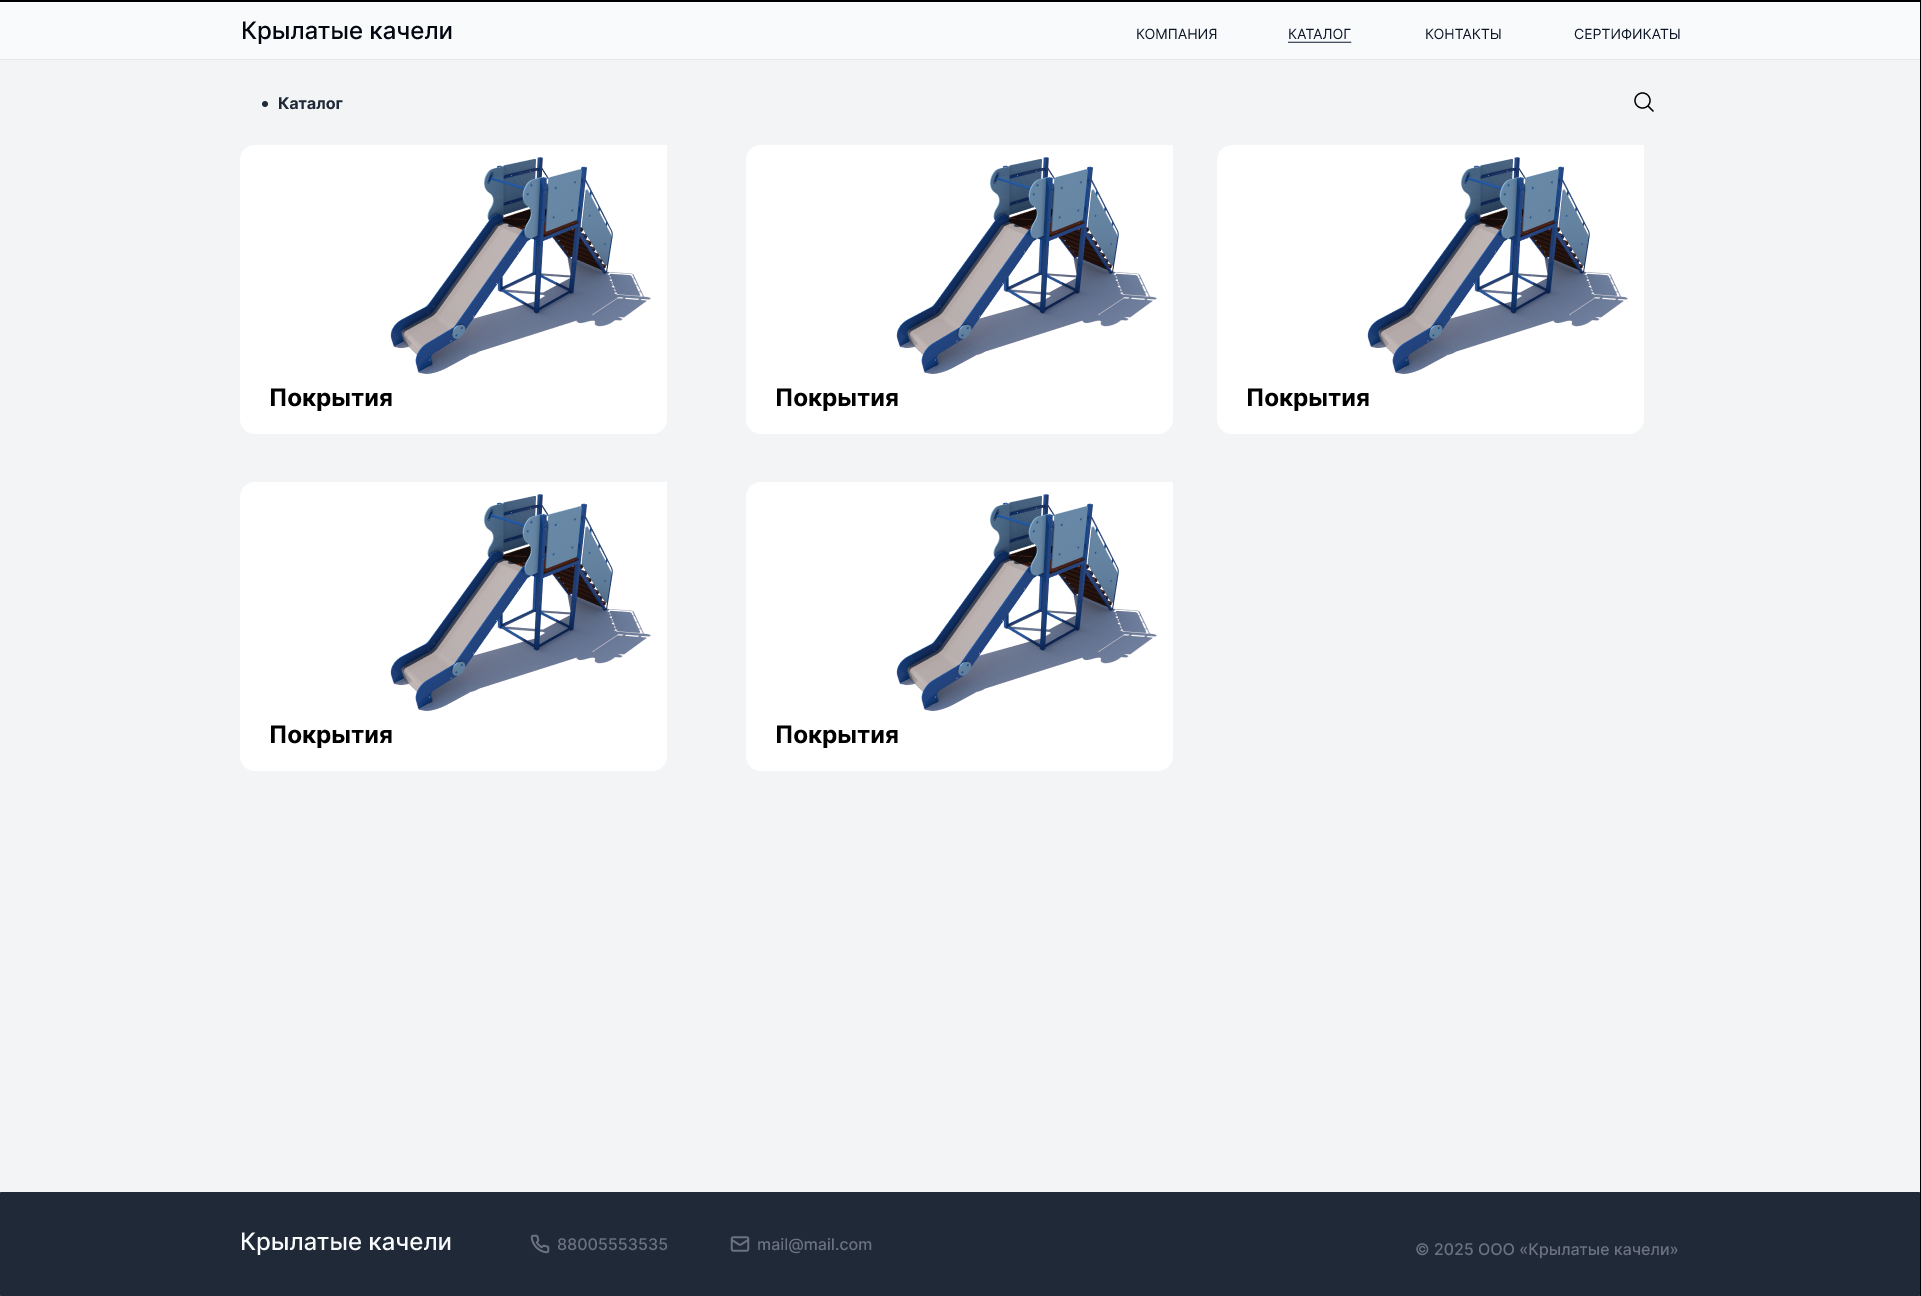 Крылатые качели
КОМПАНИЯ
КАТАЛОГ
КОНТАКТЫ
СЕРТИФИКАТЫ
• Каталог
Покрытия
Покрытия
Покрытия
Покрытия
Покрытия
Крылатые качели
88005553535
mail@mail.com
© 2025 ООО «Крылатые качели»